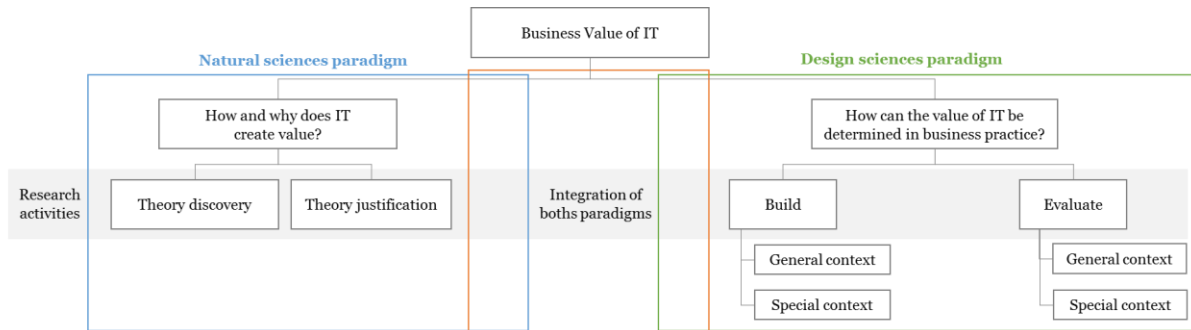 Business Value of IT
Natural sciences paradigm
Design sciences paradigm
How and why does IT
create value?
How can the value of IT be
determined in business practice?
Research
activities
Theory discovery
Theory justification
Integration of
boths paradigms
Build
Evaluate
General context
General context
Special context
Special context